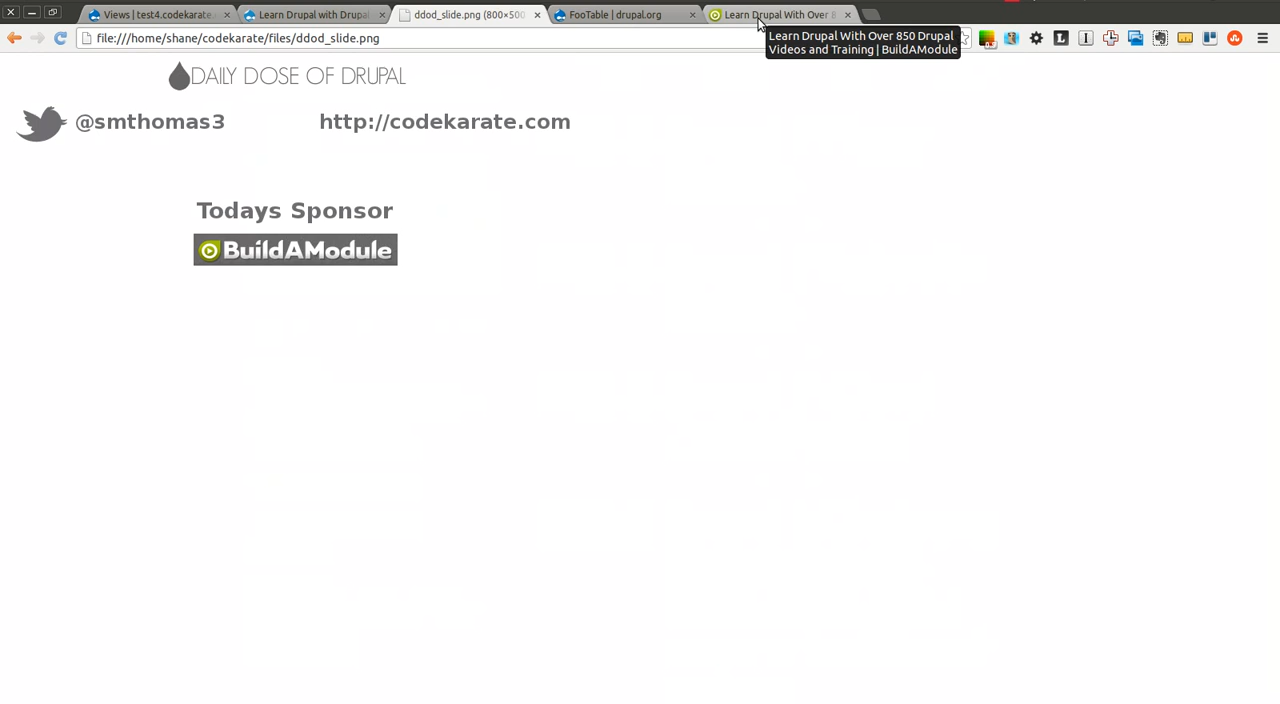 Views | test4.codekarate.
Learn Drupal with Drupal
ddod_slide.png (800×500
FooTable | drupal.org
Learn Drupal With Over 8
file:///home/shane/codekarate/files/ddod_slide.png
Learn Drupal With Over 850 Drupal
Videos and Training | BuildAModule
DAILY DOSE OF DRUPAL
@smthomas3
http://codekarate.com
Todays Sponsor
BuildAModule